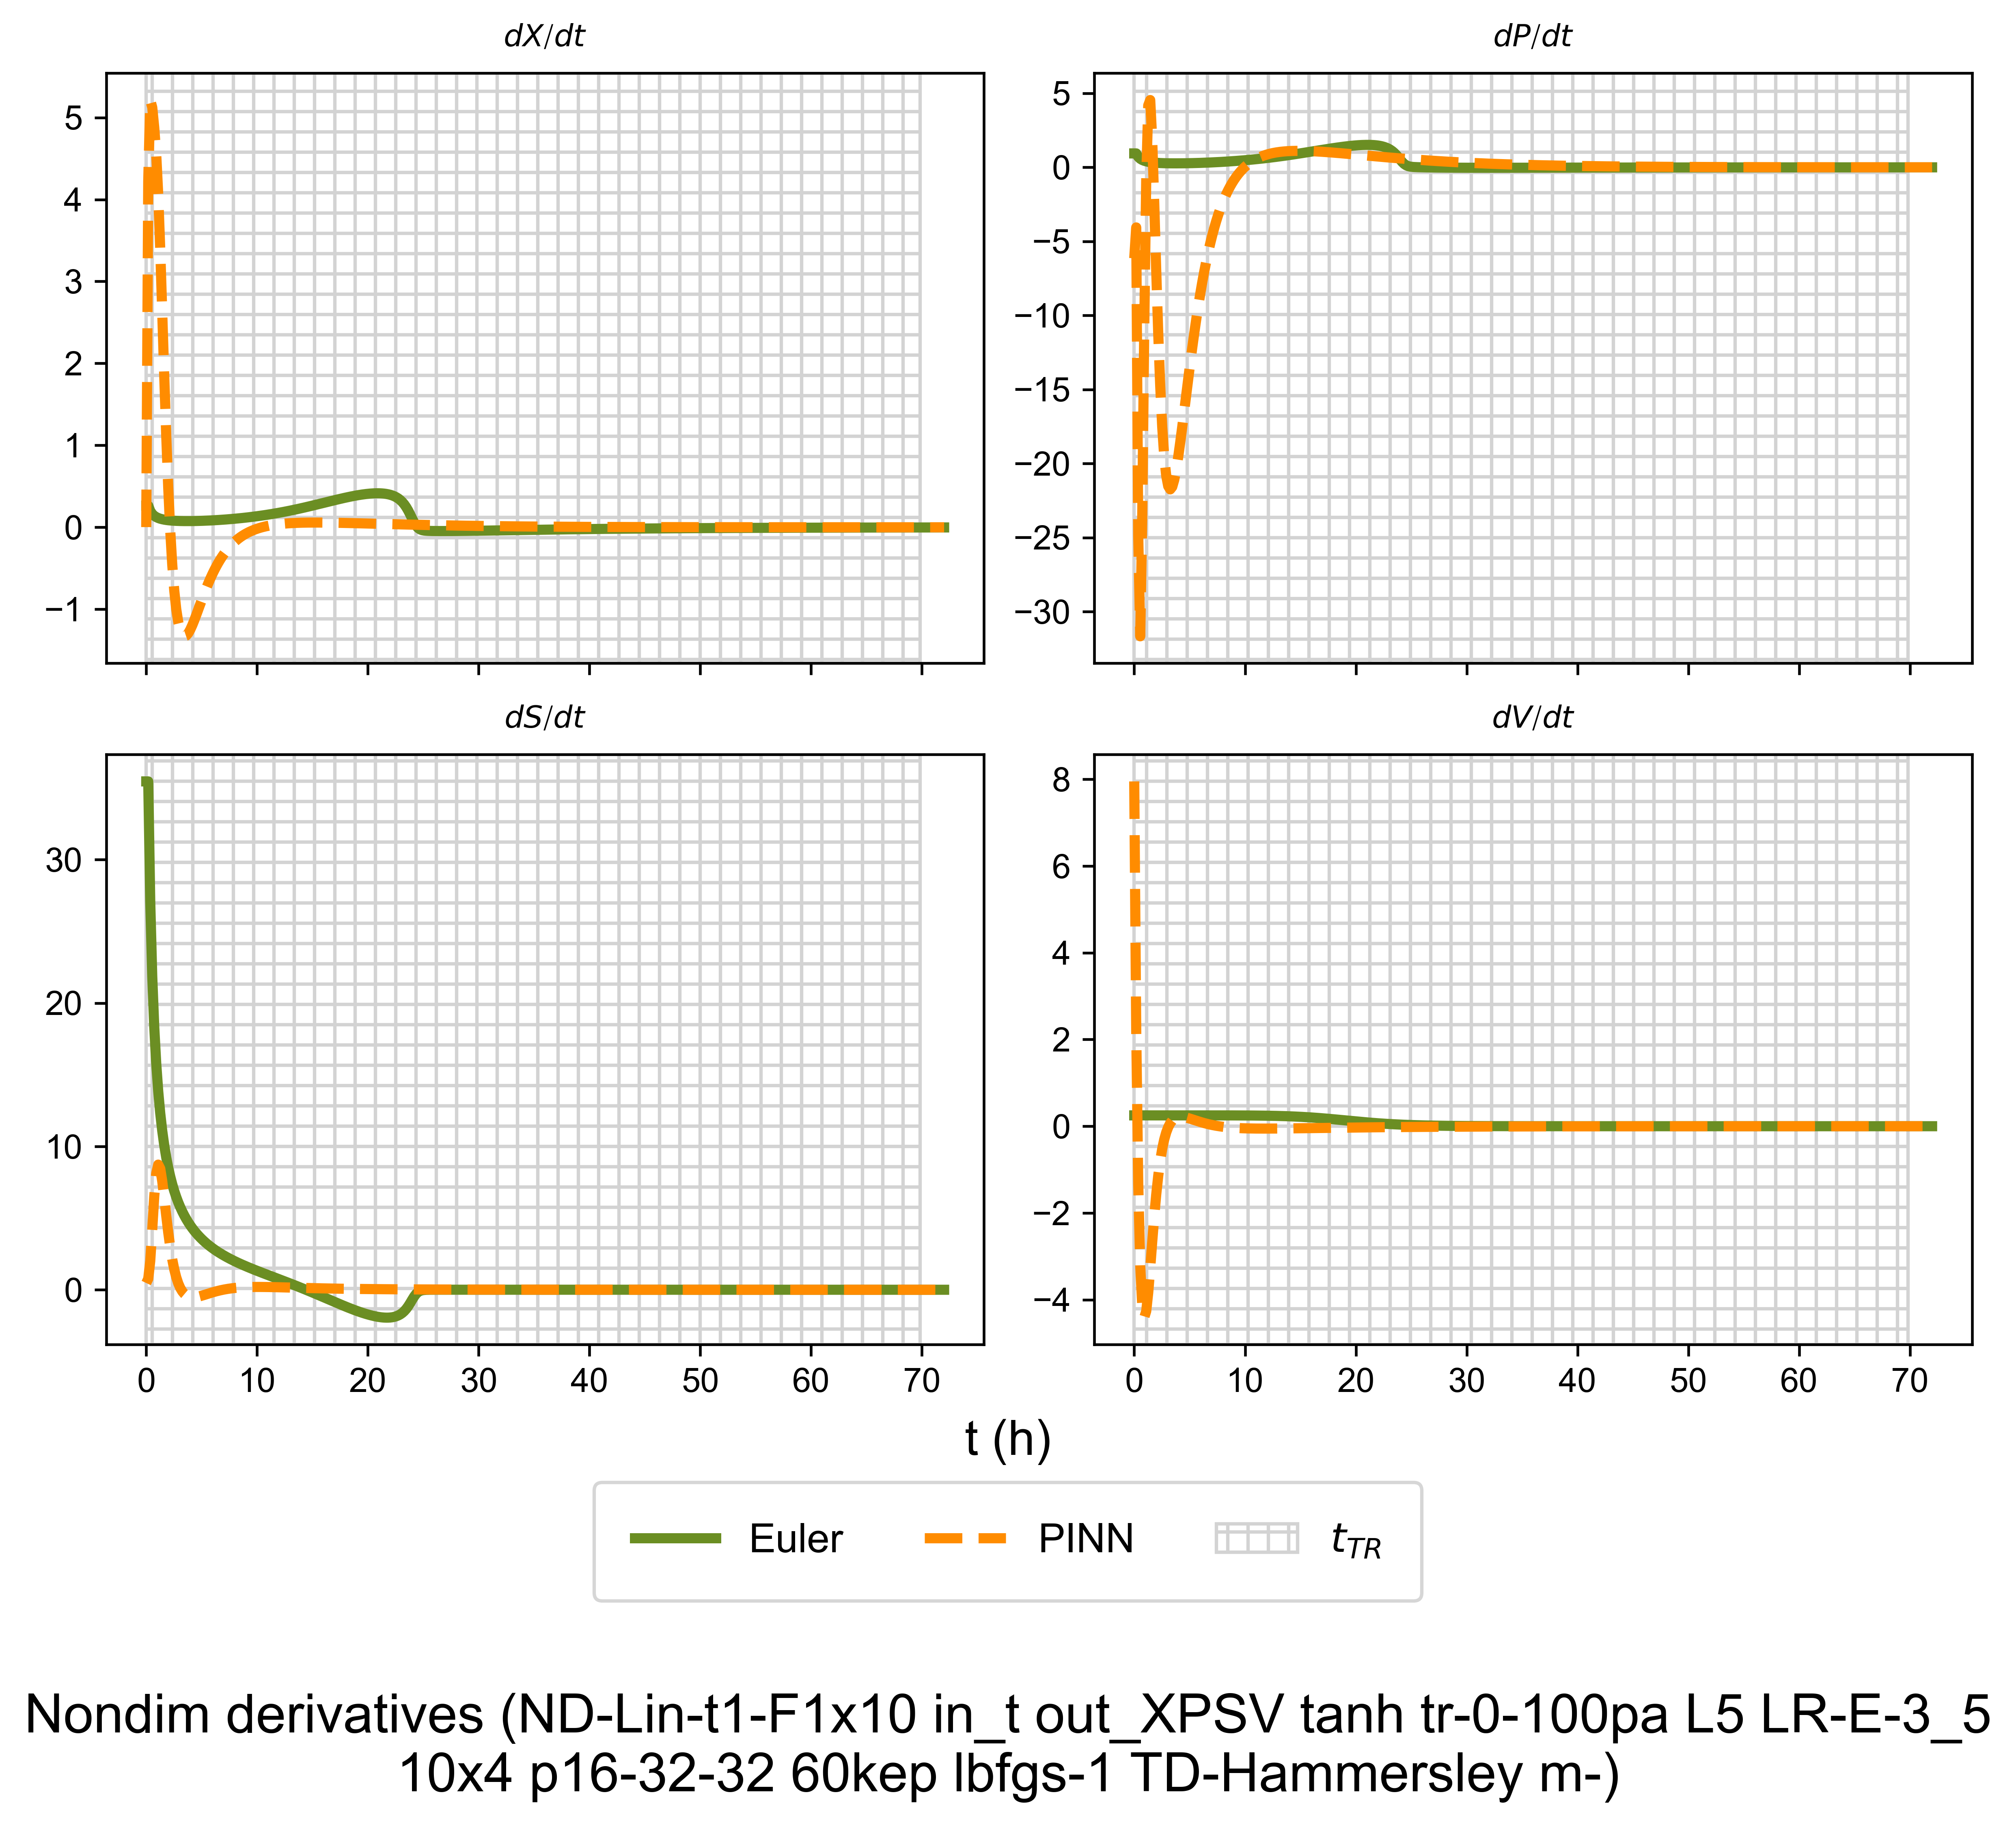 dX/dt
dP/dt
5
4
3
2
1
0
−1
5
0
−5
−10
−15
−20
−25
−30
dS/dt
dV/dt
30
20
10
0
0 10 20 30 40 50 60 70
8
6
4
2
0
−2
−4
0 10 20 30 40 50 60 70
t (h)
Euler PINN t_TR
Nondim derivatives (ND-Lin-t1-F1x10 in_t out_XPSV tanh tr-0-100pa L5 LR-E-3_5
10x4 p16-32-32 60kep lbfgs-1 TD-Hammersley m-)